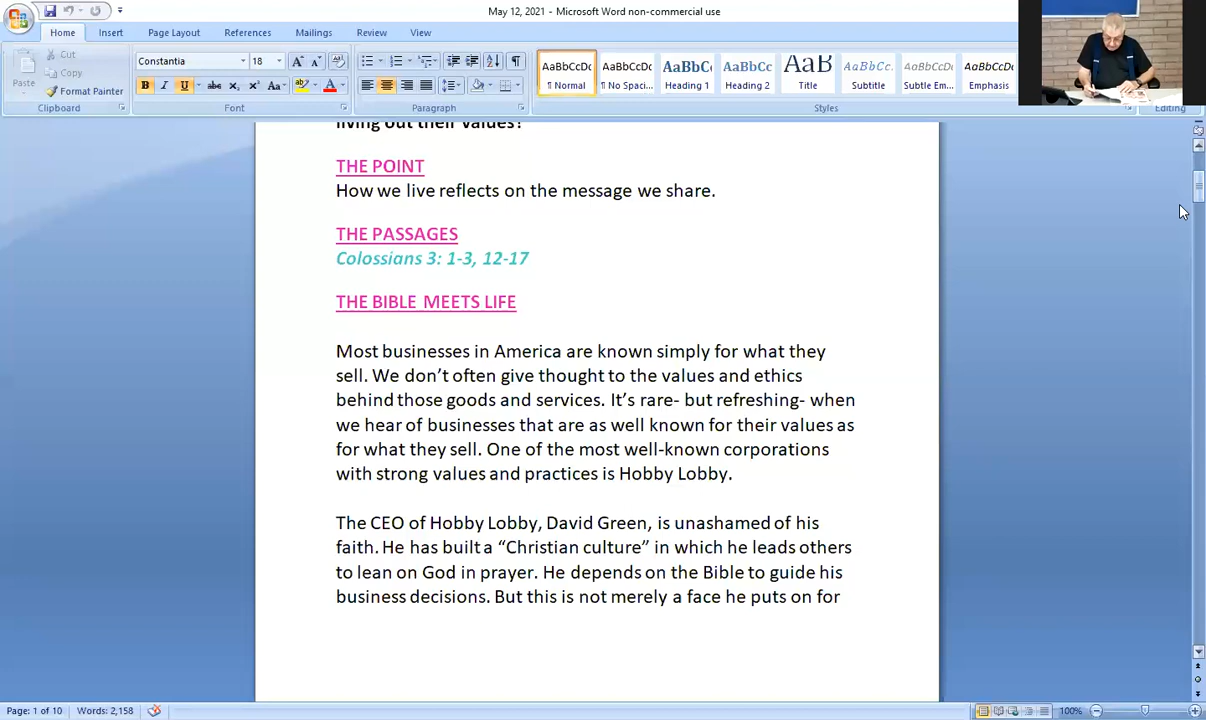 May 12, 2021 - Microsoft Word non-commercial use
Home Insert Page Layout References Mailings Review View
Cut
Copy
Format Painter
Paste
Clipboard
Constantia 18
B I U abc x₂ x² Aa A
Font
Paragraph
AaBbCcDc AaBbCcDc AaBbC AaBbCc AaB AaBbCcI AaBbCcDc AaBbCcDc
¶ Normal ¶ No Spaci... Heading 1 Heading 2 Title Subtitle Subtle Em... Emphasis
Styles
Editing
living out their values?
THE POINT
How we live reflects on the message we share.
THE PASSAGES
Colossians 3: 1-3, 12-17
THE BIBLE MEETS LIFE
Most businesses in America are known simply for what they
sell. We don’t often give thought to the values and ethics
behind those goods and services. It’s rare- but refreshing- when
we hear of businesses that are as well known for their values as
for what they sell. One of the most well-known corporations
with strong values and practices is Hobby Lobby.
The CEO of Hobby Lobby, David Green, is unashamed of his
faith. He has built a “Christian culture” in which he leads others
to lean on God in prayer. He depends on the Bible to guide his
business decisions. But this is not merely a face he puts on for
Page: 1 of 10 Words: 2,158 100%